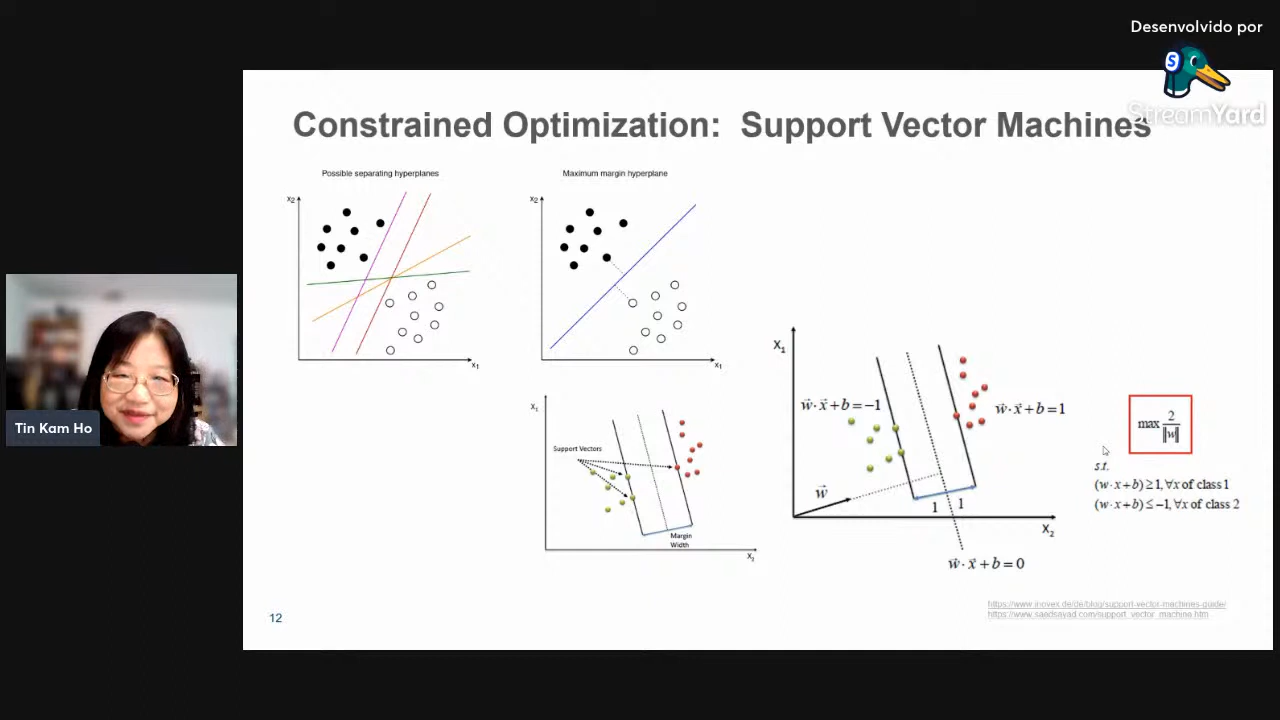 Desenvolvido por
S
StreamYard
Constrained Optimization: Support Vector Machines
Possible separating hyperplanes
x₂
x₁
Maximum margin hyperplane
x₂
x₁
X₁
Support Vectors
Margin
Width
X₂
X₁
w⃗·x⃗+b=−1
w⃗·x⃗+b=1
w⃗
1 1
X₂
w⃗·x⃗+b=0
max 2/‖w‖
s.t.
(w·x+b)≥1,∀x of class 1
(w·x+b)≤−1,∀x of class 2
https://www.inovex.de/de/blog/support-vector-machines-guide/
https://www.saedsayad.com/support_vector_machine.htm
12
Tin Kam Ho